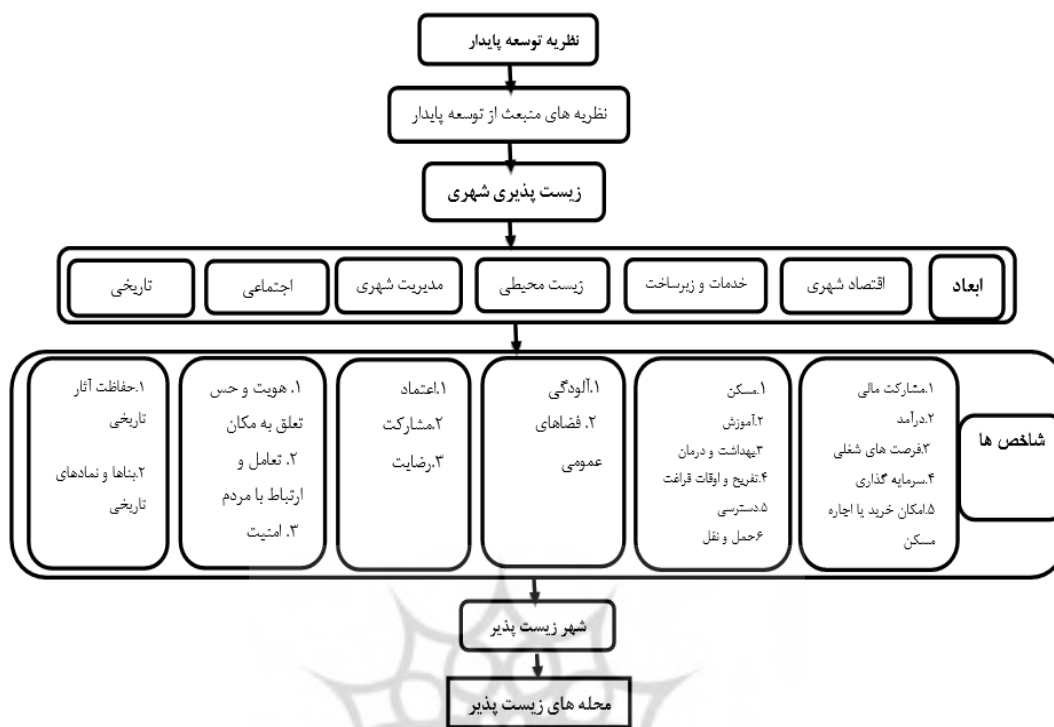 نظریه توسعه پایدار
نظریه های منبعث از توسعه پایدار
زیست پذیری شهری
ابعاد
اقتصاد شهری
خدمات و زیرساخت
زیست محیطی
مدیریت شهری
اجتماعی
تاریخی
شاخص ها
۱.مشارکت مالی
۲.درآمد
۳.فرصت های شغلی
۴.سرمایه گذاری
۵.امکان خرید یا اجاره
مسکن
۱.مسکن
۲.آموزش
۳.بهداشت و درمان
۴.تفریح و اوقات قراغت
۵.دسترسی
۶.حمل و نقل
۱.آلودگی
۲. فضاهای
عمومی
۱.اعتماد
۲.مشارکت
۳.رضایت
۱. هویت و حس
تعلق به مکان
۲. تعامل و
ارتباط با مردم
۳. امنیت
۱.حفاظت آثار
تاریخی
۲.بناها و نمادهای
تاریخی
شهر زیست پذیر
محله های زیست پذیر